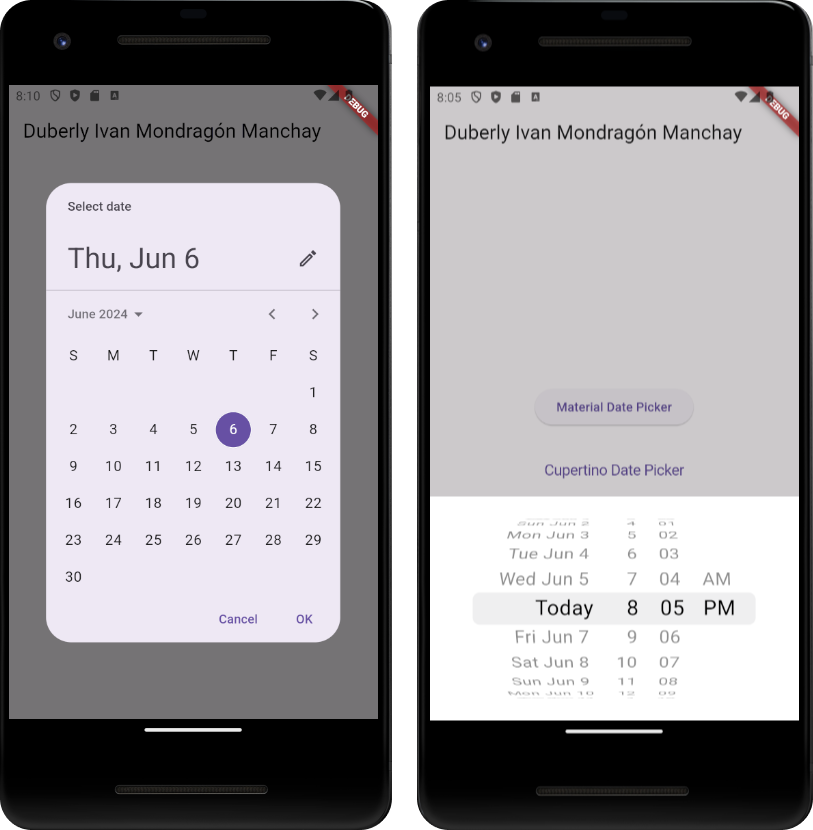 8:10
DEBUG
Duberly Ivan Mondragón Manchay
Select date
Thu, Jun 6
June 2024
S M T W T F S
1
2 3 4 5 6 7 8
9 10 11 12 13 14 15
16 17 18 19 20 21 22
23 24 25 26 27 28 29
30
Cancel OK
8:05
DEBUG
Duberly Ivan Mondragón Manchay
Material Date Picker
Cupertino Date Picker
Sun Jun 2 4 01
Mon Jun 3 5 02
Tue Jun 4 6 03
Wed Jun 5 7 04 AM
Today 8 05 PM
Fri Jun 7 9 06
Sat Jun 8 10 07
Sun Jun 9 11 08
Mon Jun 10 12 09